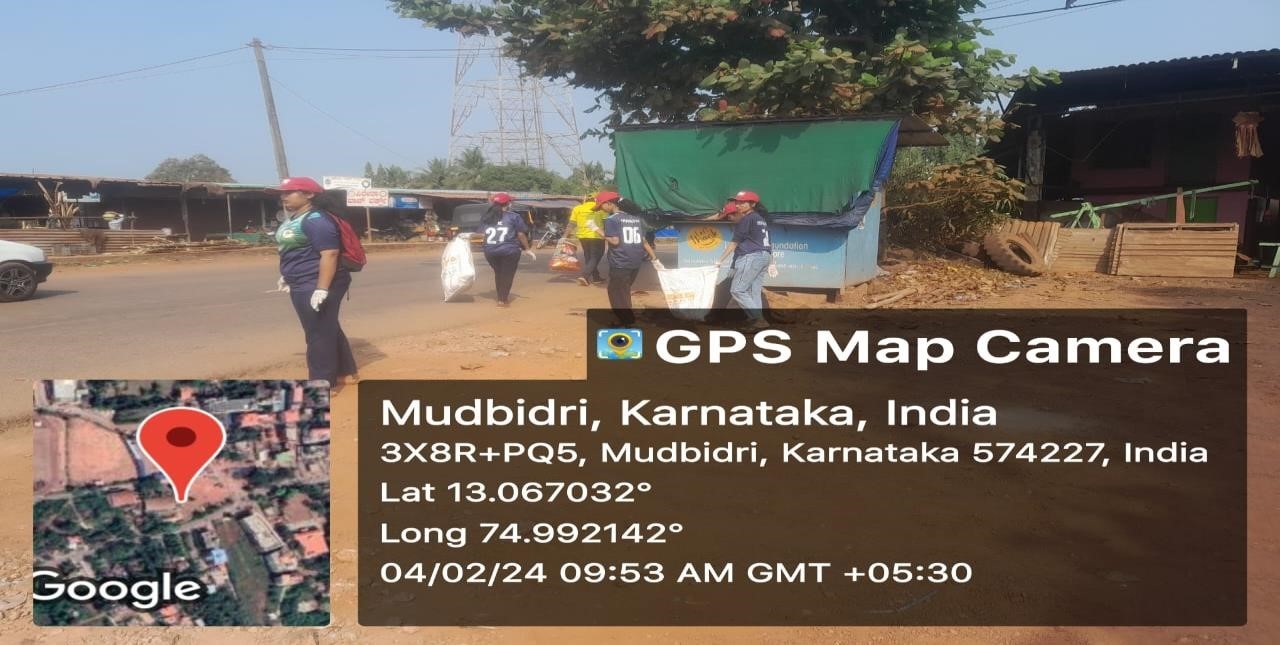 27
06
GPS Map Camera
Mudbidri, Karnataka, India
3X8R+PQ5, Mudbidri, Karnataka 574227, India
Lat 13.067032°
Long 74.992142°
04/02/24 09:53 AM GMT +05:30
Google